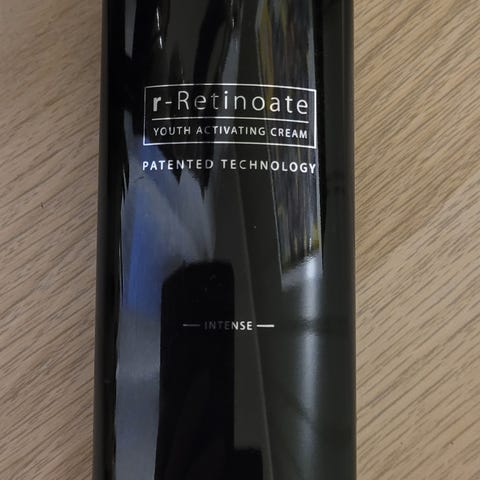 r-Retinoate
YOUTH ACTIVATING CREAM
PATENTED TECHNOLOGY
— INTENSE —